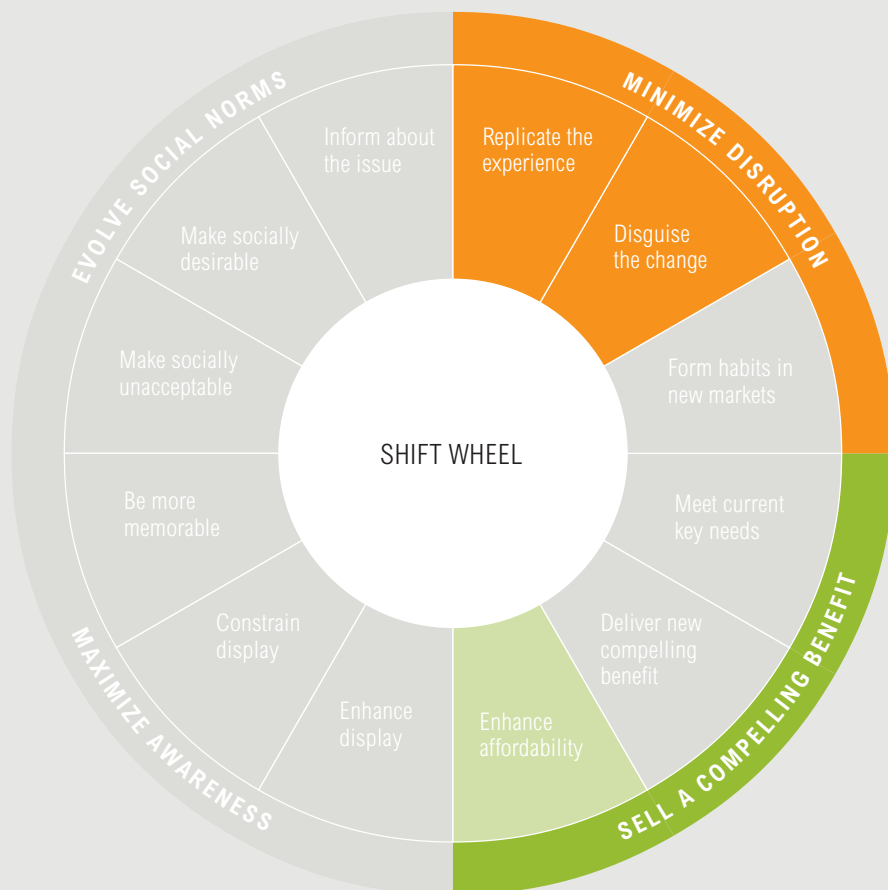 MINIMIZE DISRUPTION
Replicate the
experience
Disguise
the change
Form habits in
new markets
SELL A COMPELLING BENEFIT
Meet current
key needs
Deliver new
compelling
benefit
Enhance
affordability
MAXIMIZE AWARENESS
Enhance
display
Constrain
display
Be more
memorable
EVOLVE SOCIAL NORMS
Make socially
unacceptable
Make socially
desirable
Inform about
the issue
SHIFT WHEEL